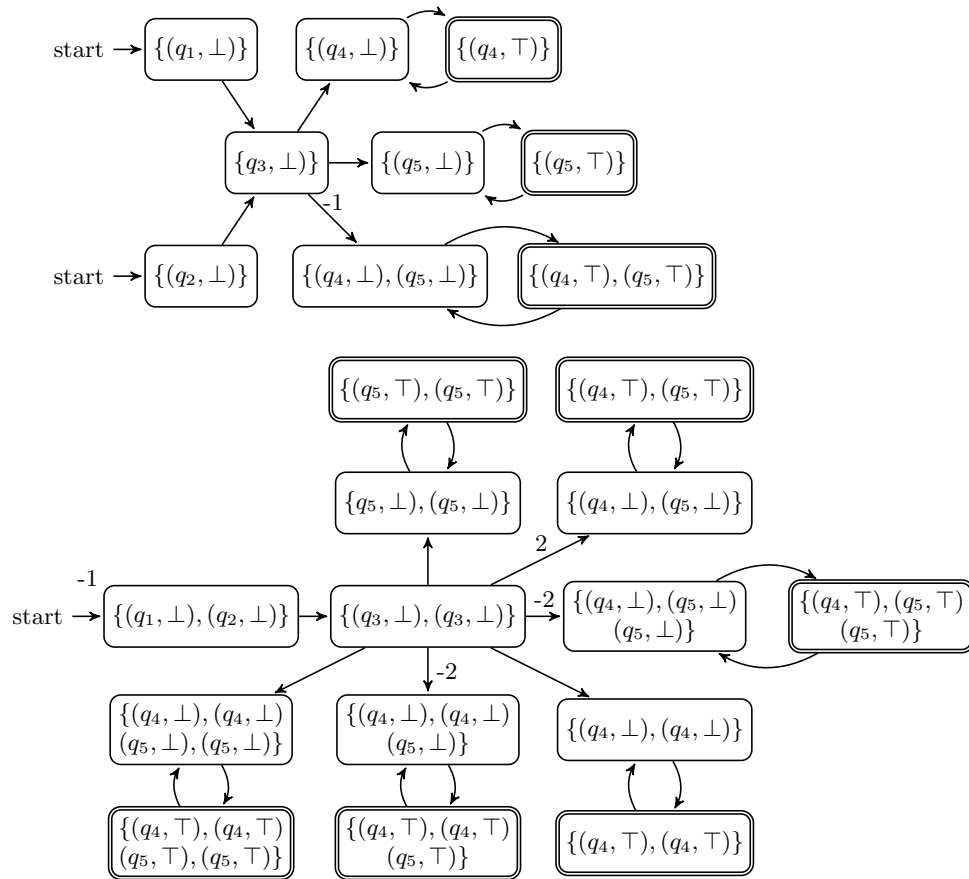 start {(q₁, ⊥)} {(q₄, ⊥)} {(q₄, ⊤)}
{q₃, ⊥)} {(q₅, ⊥)} {(q₅, ⊤)}
-1
start {(q₂, ⊥)} {(q₄, ⊥), (q₅, ⊥)} {(q₄, ⊤), (q₅, ⊤)}
{(q₅, ⊤), (q₅, ⊤)} {(q₄, ⊤), (q₅, ⊤)}
{q₅, ⊥), (q₅, ⊥)} {(q₄, ⊥), (q₅, ⊥)}
2
-1
start {(q₁, ⊥), (q₂, ⊥)} {(q₃, ⊥), (q₃, ⊥)} -2
{(q₄, ⊥), (q₅, ⊥)
(q₅, ⊥)}
{(q₄, ⊤), (q₅, ⊤)
(q₅, ⊤)}
-2
{(q₄, ⊥), (q₄, ⊥)
(q₅, ⊥), (q₅, ⊥)}
{(q₄, ⊥), (q₄, ⊥)
(q₅, ⊥)}
{(q₄, ⊥), (q₄, ⊥)}
{(q₄, ⊤), (q₄, ⊤)
(q₅, ⊤), (q₅, ⊤)}
{(q₄, ⊤), (q₄, ⊤)
(q₅, ⊤)}
{(q₄, ⊤), (q₄, ⊤)}